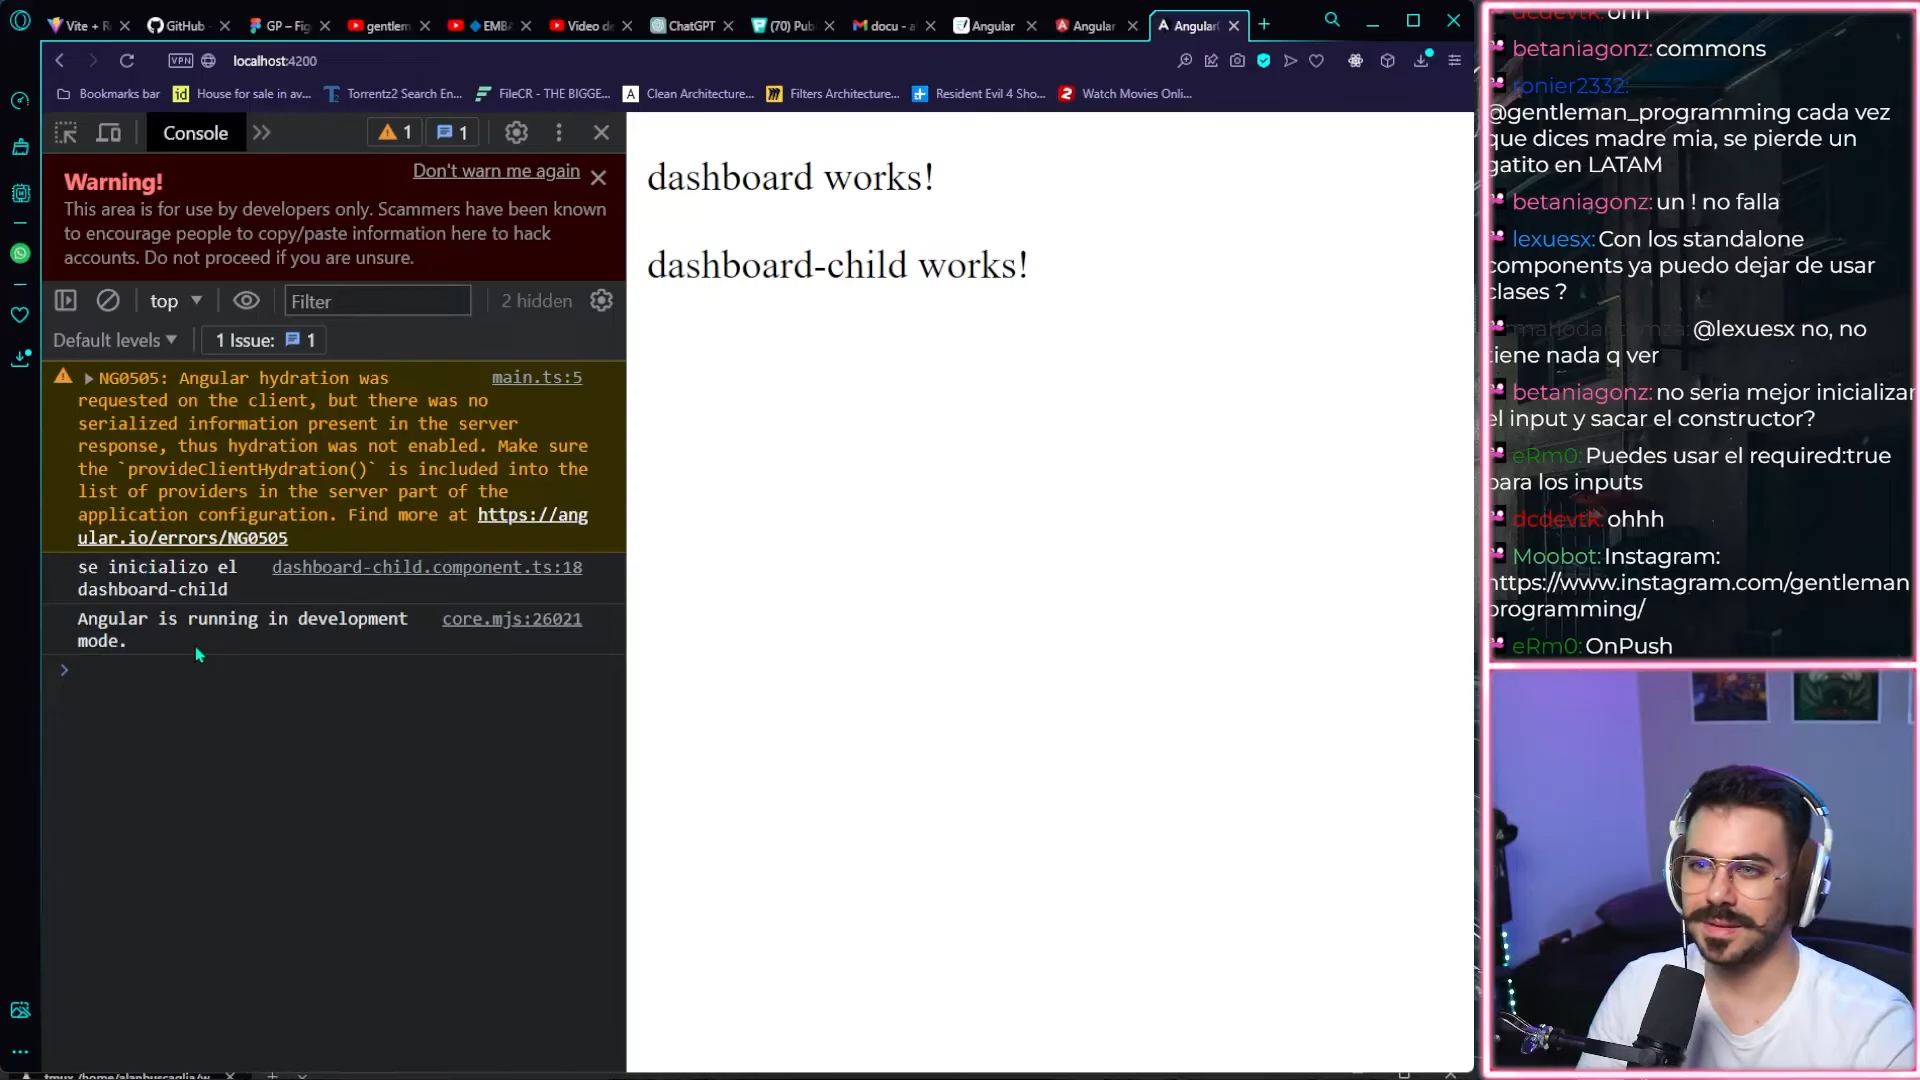 Vite + R
GitHub
GP – Fig
gentlem
EMB
Video de
ChatGPT
(70) Pub
docu - a
Angular
Angular
Angular
VPN
localhost:4200
Bookmarks bar
House for sale in av...
Torrentz2 Search En...
FileCR - THE BIGGE...
Clean Architecture...
Filters Architecture...
Resident Evil 4 Sho...
Watch Movies Onli...
Console
1
1
Warning!
Don't warn me again
This area is for use by developers only. Scammers have been known
to encourage people to copy/paste information here to hack
accounts. Do not proceed if you are unsure.
top
Filter
2 hidden
Default levels
1 Issue: 1
NG0505: Angular hydration was main.ts:5
requested on the client, but there was no
serialized information present in the server
response, thus hydration was not enabled. Make sure
the `provideClientHydration()` is included into the
list of providers in the server part of the
application configuration. Find more at https://ang
ular.io/errors/NG0505
se inicializo el dashboard-child.component.ts:18
dashboard-child
Angular is running in development core.mjs:26021
mode.
dashboard works!
dashboard-child works!
dcdevtk: ohh
betaniagonz: commons
ronier2332:
@gentleman_programming cada vez
que dices madre mia, se pierde un
gatito en LATAM
betaniagonz: un ! no falla
lexuesx: Con los standalone
components ya puedo dejar de usar
clases ?
@lexuesx no, no
tiene nada q ver
betaniagonz: no seria mejor inicializar
el input y sacar el constructor?
eRm0: Puedes usar el required:true
para los inputs
dcdevtk: ohhh
Moobot: Instagram:
https://www.instagram.com/gentleman
programming/
eRm0: OnPush